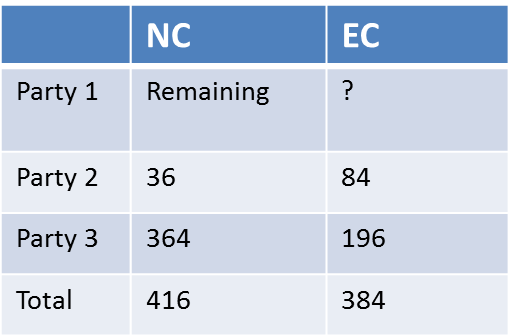 NC EC
Party 1 Remaining ?
Party 2 36 84
Party 3 364 196
Total 416 384